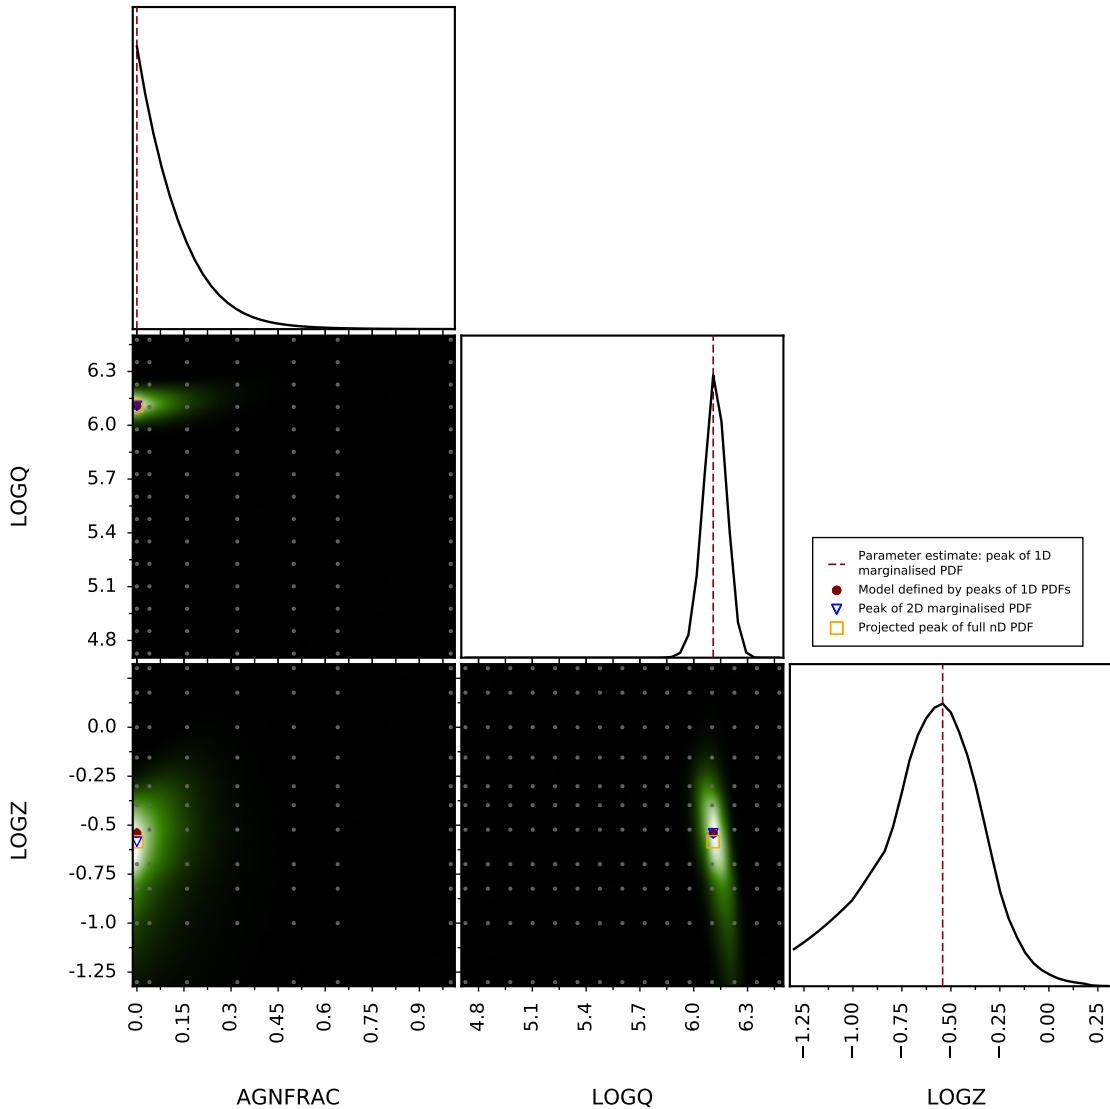 6.3
6.0
5.7
5.4
5.1
4.8
LOGQ
Parameter estimate: peak of 1D
marginalised PDF
Model defined by peaks of 1D PDFs
Peak of 2D marginalised PDF
Projected peak of full nD PDF
0.0
-0.25
-0.5
-0.75
-1.0
-1.25
LOGZ
0.0 0.15 0.3 0.45 0.6 0.75 0.9
4.8 5.1 5.4 5.7 6.0 6.3
−1.25 −1.00 −0.75 −0.50 −0.25 0.00 0.25
AGNFRAC LOGQ LOGZ